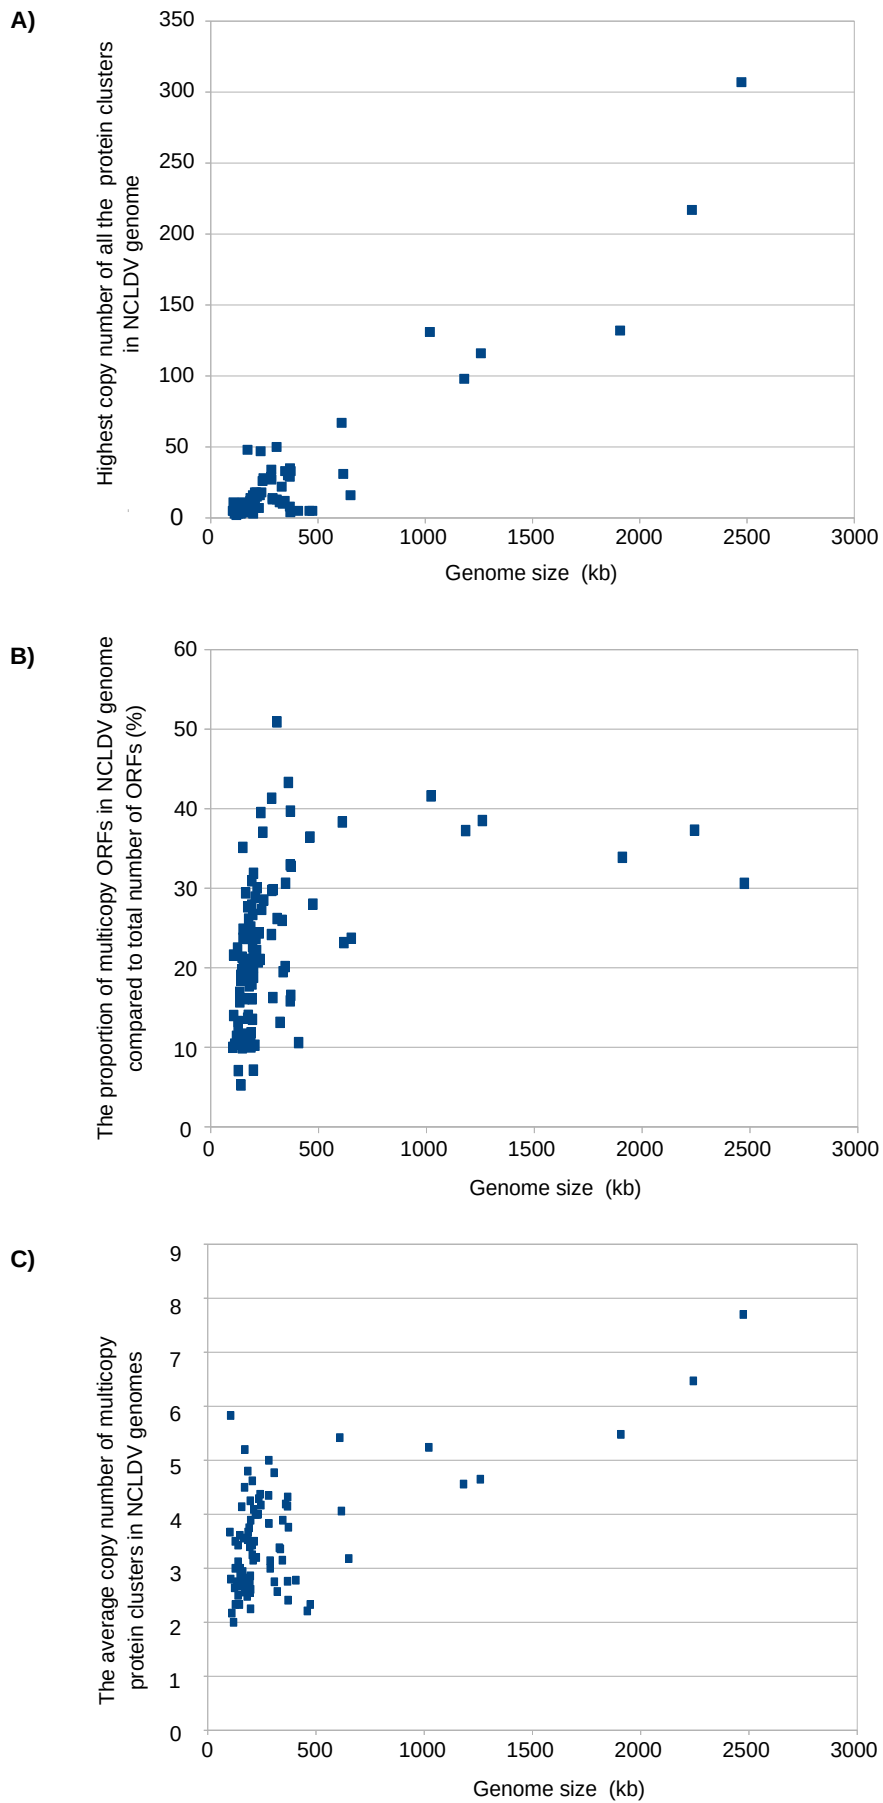 A)
Highest copy number of all the  protein clusters
in NCLDV genome
350
300
250
200
150
100
50
0
0 500 1000 1500 2000 2500 3000
Genome size  (kb)
B)
The proportion of multicopy ORFs in NCLDV genome
compared to total number of ORFs (%)
60
50
40
30
20
10
0
0 500 1000 1500 2000 2500 3000
Genome size  (kb)
C)
The average copy number of multicopy
protein clusters in NCLDV genomes
9
8
7
6
5
4
3
2
1
0
0 500 1000 1500 2000 2500 3000
Genome size  (kb)